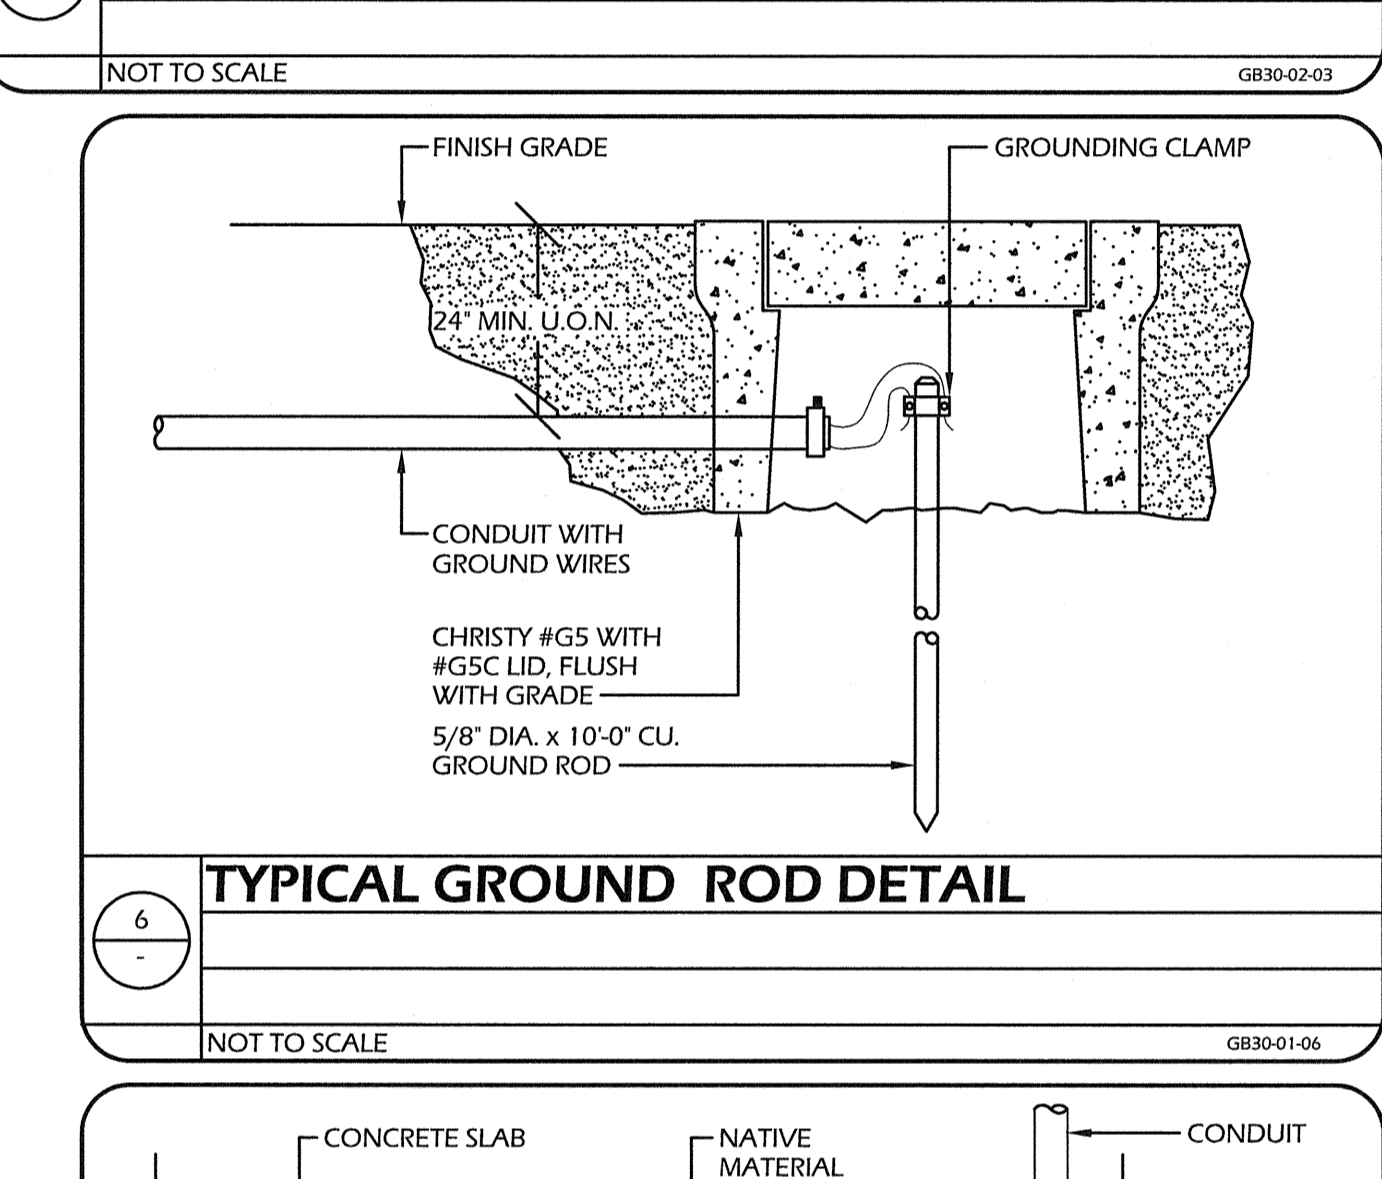 NOT TO SCALE
GB30-02-03
FINISH GRADE
GROUNDING CLAMP
24" MIN. U.O.N.
CONDUIT WITH
GROUND WIRES
CHRISTY #G5 WITH
#G5C LID, FLUSH
WITH GRADE
5/8" DIA. x 10'-0" CU.
GROUND ROD
TYPICAL GROUND ROD DETAIL
6
-
NOT TO SCALE
GB30-01-06
CONCRETE SLAB
NATIVE
MATERIAL
CONDUIT